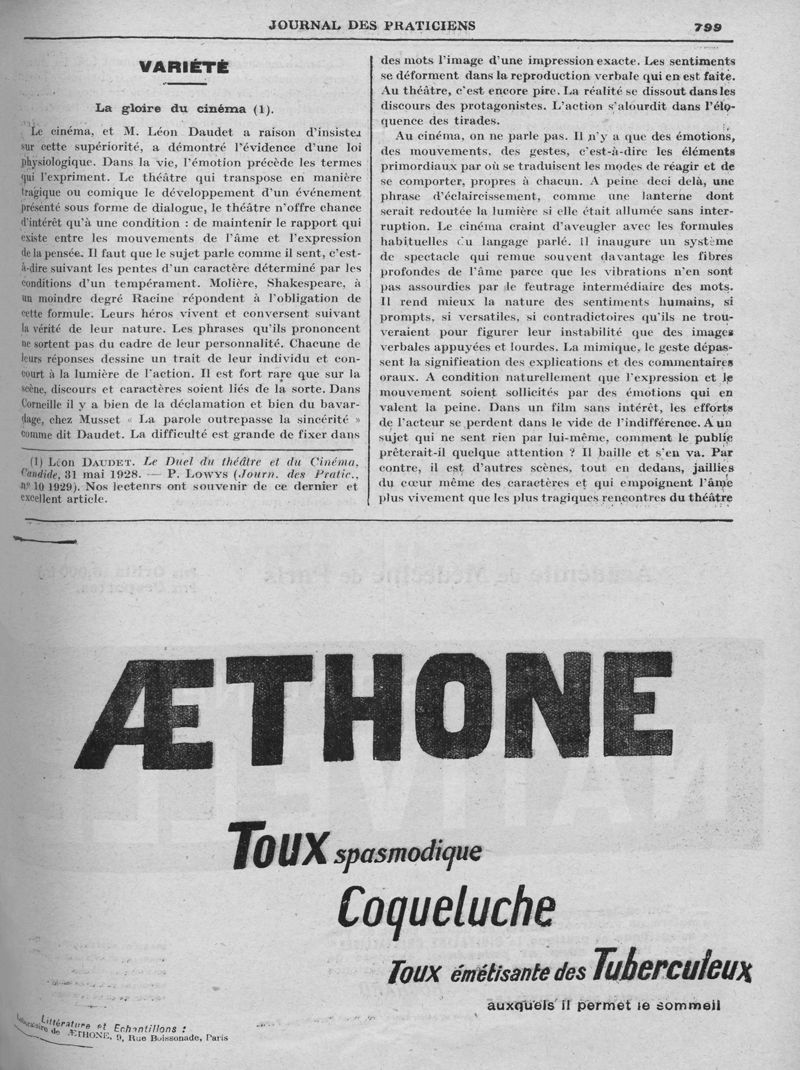 JOURNAL DES PRATICIENS
799
VARIÉTÉ
La gloire du cinéma (1).
Le cinéma, et M. Léon Daudet a raison d'insister
sur cette supériorité, a démontré l'évidence d'une loi
physiologique. Dans la vie, l'émotion précède les termes
qui l'expriment. Le théâtre qui transpose en manière
tragique ou comique le développement d'un événement
présenté sous forme de dialogue, le théâtre n'offre chance
d'intérêt qu'à une condition : de maintenir le rapport qui
existe entre les mouvements de l'âme et l'expression
de la pensée. Il faut que le sujet parle comme il sent, c'est-
à-dire suivant les pentes d'un caractère déterminé par les
conditions d'un tempérament. Molière, Shakespeare, à
un moindre degré Racine répondent à l'obligation de
cette formule. Leurs héros vivent et conversent suivant
la vérité de leur nature. Les phrases qu'ils prononcent
ne sortent pas du cadre de leur personnalité. Chacune de
leurs réponses dessine un trait de leur individu et con-
court à la lumière de l'action. Il est fort rare que sur la
scène, discours et caractères soient liés de la sorte. Dans
Corneille il y a bien de la déclamation et bien du bavar-
dage, chez Musset « La parole outrepasse la sincérité »
comme dit Daudet. La difficulté est grande de fixer dans
(1) LÉON DAUDET. Le Duel du théâtre et du Cinéma,
Candide, 31 mai 1928. — P. LOWYS (Journ. des Pratic.,
nº 10 1929). Nos lecteurs ont souvenir de ce dernier et
excellent article.
des mots l'image d'une impression exacte. Les sentiments
se déforment dans la reproduction verbale qui en est faite.
Au théâtre, c'est encore pire. La réalité se dissout dans les
discours des protagonistes. L'action s'alourdit dans l'élo-
quence des tirades.
Au cinéma, on ne parle pas. Il n'y a que des émotions,
des mouvements, des gestes, c'est-à-dire les éléments
primordiaux par où se traduisent les modes de réagir et de
se comporter, propres à chacun. A peine deci delà, une
phrase d'éclaircissement, comme une lanterne dont
serait redoutée la lumière si elle était allumée sans inter-
ruption. Le cinéma craint d'aveugler avec les formules
habituelles du langage parlé. Il inaugure un système
de spectacle qui remue souvent davantage les fibres
profondes de l'âme parce que les vibrations n'en sont
pas assourdies par le feutrage intermédiaire des mots.
Il rend mieux la nature des sentiments humains, si
prompts, si versatiles, si contradictoires qu'ils ne trou-
veraient pour figurer leur instabilité que des images
verbales appuyées et lourdes. La mimique, le geste dépas-
sent la signification des explications et des commentaires
oraux. A condition naturellement que l'expression et le
mouvement soient sollicités par des émotions qui en
valent la peine. Dans un film sans intérêt, les efforts
de l'acteur se perdent dans le vide de l'indifférence. A un
sujet qui ne sent rien par lui-même, comment le public
prêterait-il quelque attention ? Il baille et s'en va. Par
contre, il est d'autres scènes, tout en dedans, jaillies
du cœur même des caractères et qui empoignent l'âme
plus vivement que les plus tragiques rencontres du théâtre
ÆTHONE
Toux spasmodique
Coqueluche
Toux émétisante des Tuberculeux
auxquels il permet le sommeil
Littérature et Echantillons :
Laboratoire de ÆTHONE, 9, Rue Boissonade, Paris